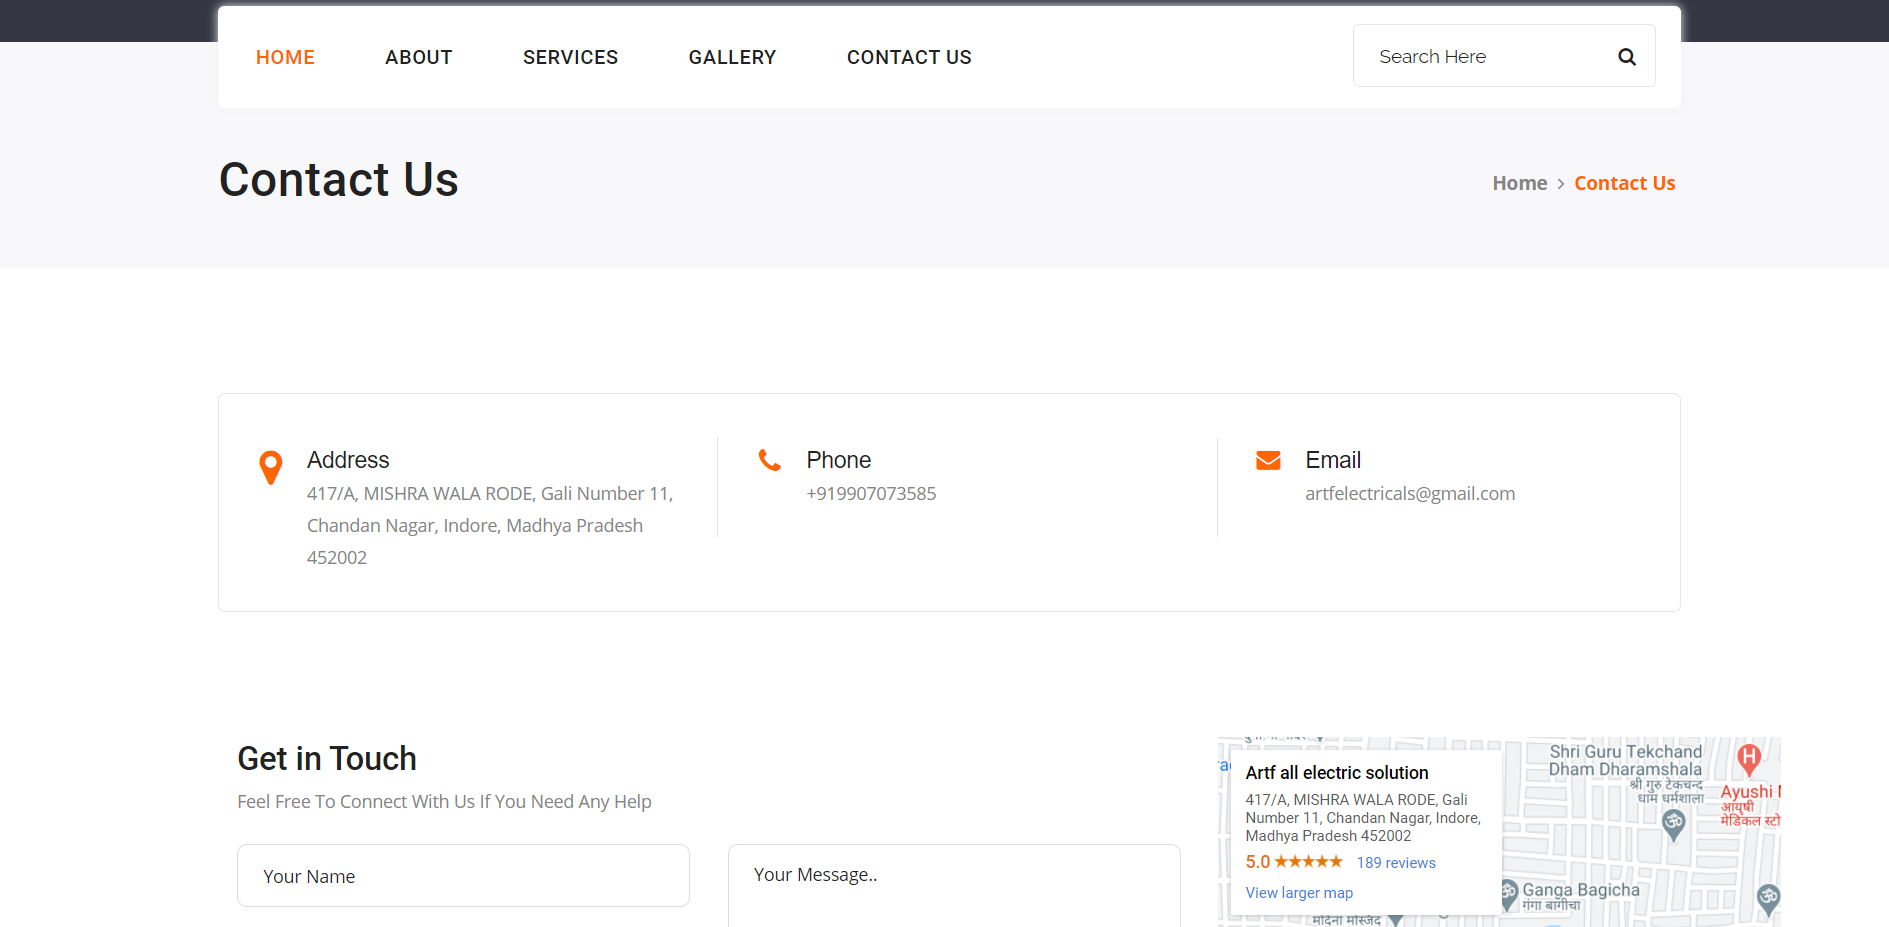 HOME ABOUT SERVICES GALLERY CONTACT US Search Here
Contact Us
Home > Contact Us
Address
417/A, MISHRA WALA RODE, Gali Number 11,
Chandan Nagar, Indore, Madhya Pradesh
452002
Phone
+919907073585
Email
artfelectricals@gmail.com
Get in Touch
Feel Free To Connect With Us If You Need Any Help
Your Name
Your Message..
Artf all electric solution
417/A, MISHRA WALA RODE, Gali
Number 11, Chandan Nagar, Indore,
Madhya Pradesh 452002
5.0 ★★★★★ 189 reviews
View larger map
Shri Guru Tekchand
Dham Dharamshala
श्री गुरु टेकचन्द
धाम धर्मशाला
H
Ayushi
आयुषी
मेडिकल
Ganga Bagicha
गंगा बागीचा
मदिना मस्जिद